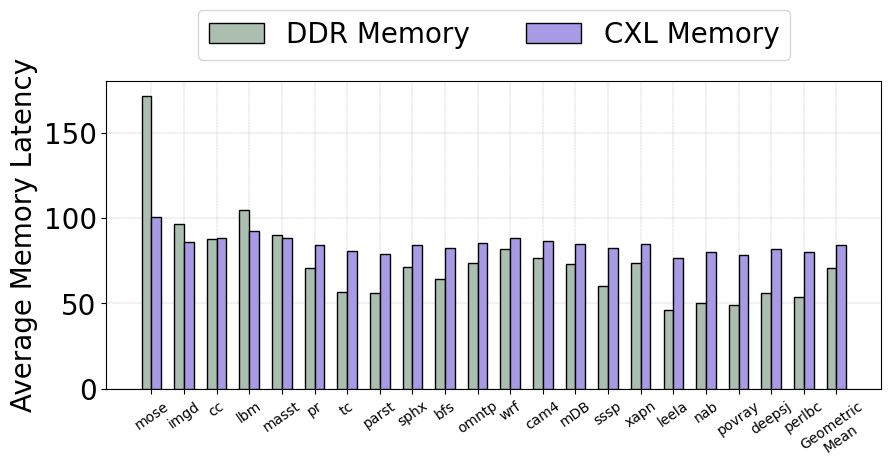 DDR Memory
CXL Memory
Average Memory Latency
150
100
50
0
mose
imgd
cc
lbm
masst
pr
tc
parst
sphx
bfs
omntp
wrf
cam4
mDB
sssp
xapn
leela
nab
povray
deepsj
perlbc
Geometric
Mean